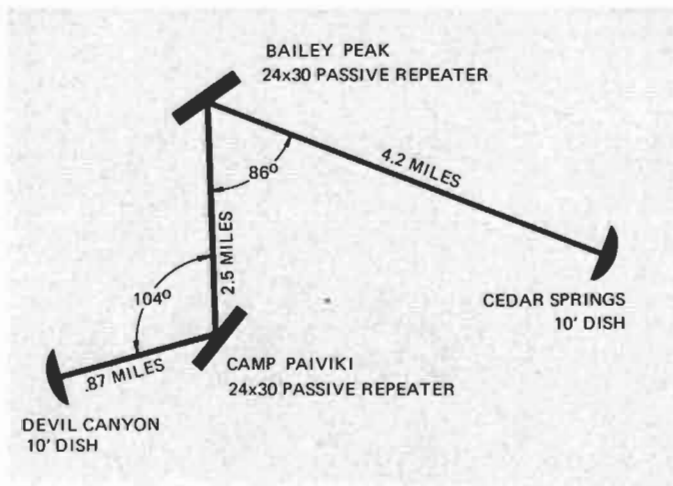 BAILEY PEAK
24x30 PASSIVE REPEATER
86°
4.2 MILES
2.5 MILES
104°
.87 MILES
CEDAR SPRINGS
10' DISH
CAMP PAIVIKI
24x30 PASSIVE REPEATER
DEVIL CANYON
10' DISH